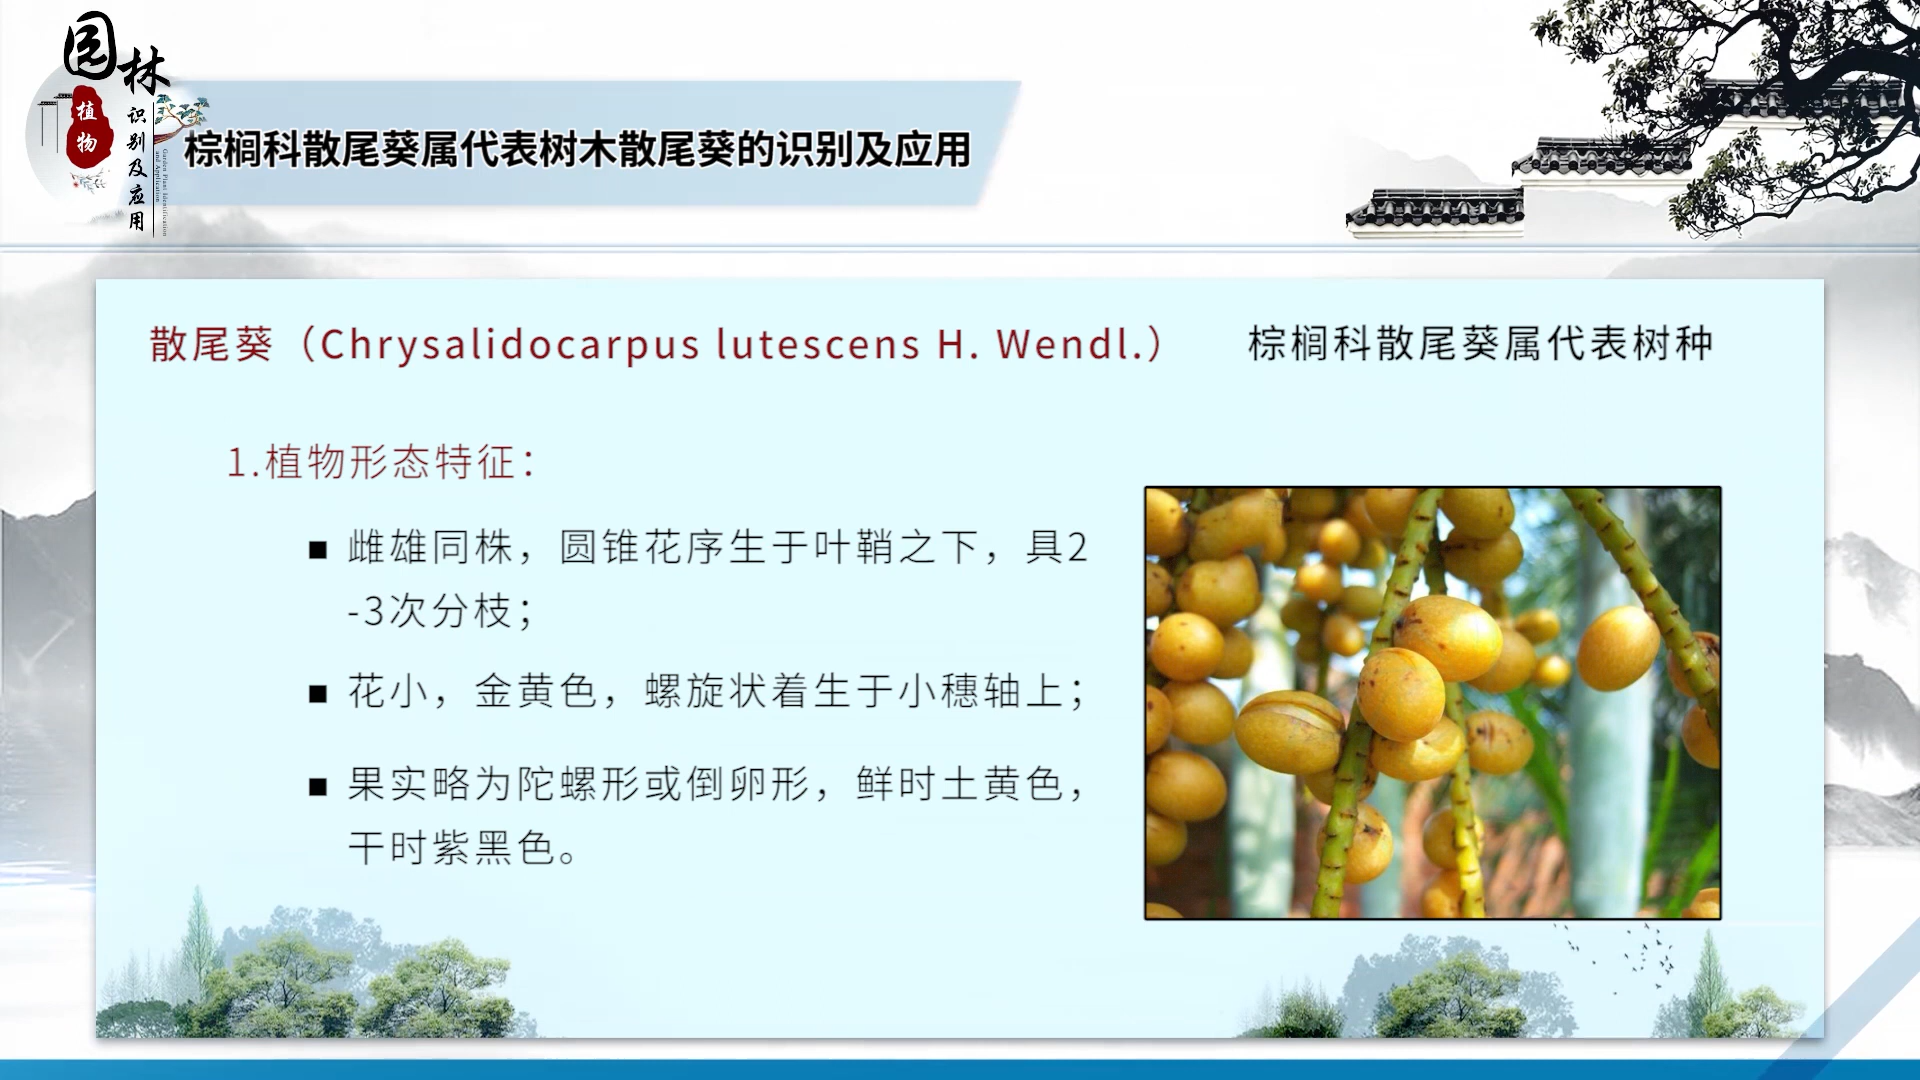 园林
植物
识别及应用
Garden Plant Identification
and Application
棕榈科散尾葵属代表树木散尾葵的识别及应用
散尾葵（Chrysalidocarpus lutescens H. Wendl.） 棕榈科散尾葵属代表树种
1.植物形态特征：
■ 雌雄同株，圆锥花序生于叶鞘之下，具2
-3次分枝；
■ 花小，金黄色，螺旋状着生于小穗轴上；
■ 果实略为陀螺形或倒卵形，鲜时土黄色，
干时紫黑色。